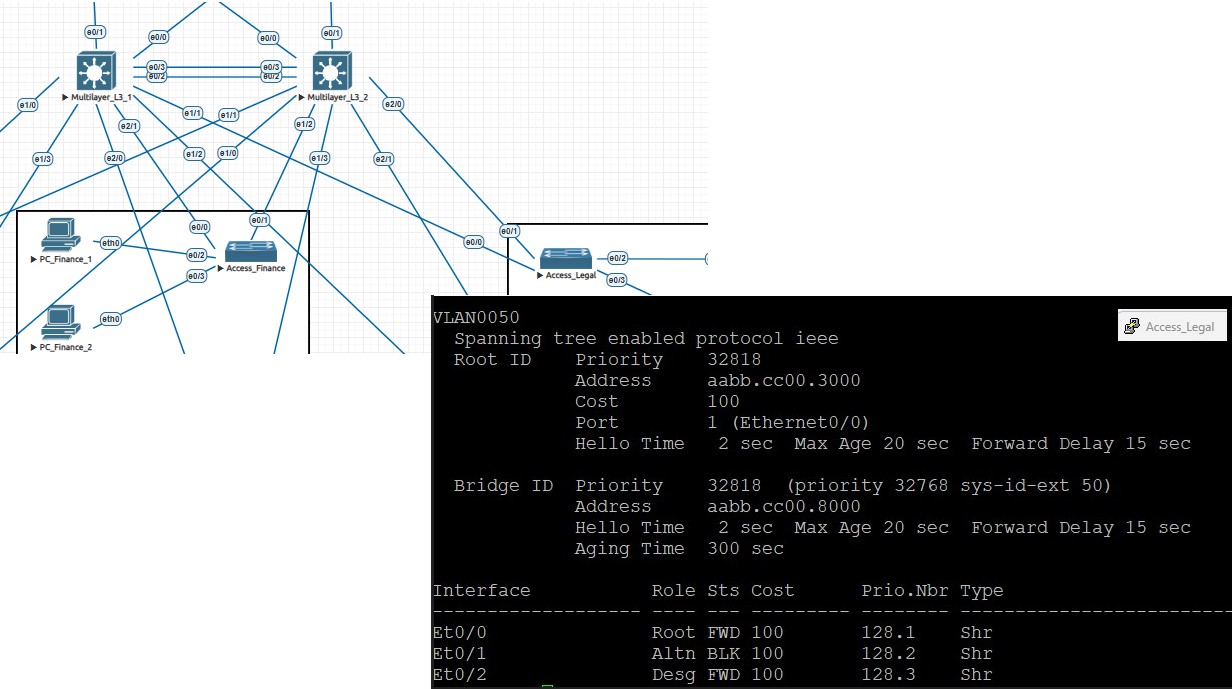 e0/1
e0/0
e0/0
e0/1
e0/3
e0/2
e0/3
e0/2
Multilayer_L3_1
Multilayer_L3_2
e1/0
e1/1
e1/1
e2/0
e2/1
e1/2
e1/3
e2/0
e1/2
e1/0
e1/3
e2/1
e0/0
e0/1
e0/0
e0/1
PC_Finance_1
eth0
e0/2
e0/3
Access_Finance
Access_Legal
e0/2
e0/3
eth0
PC_Finance_2
Access_Legal
VLAN0050
Spanning tree enabled protocol ieee
Root ID Priority 32818
Address aabb.cc00.3000
Cost 100
Port 1 (Ethernet0/0)
Hello Time 2 sec Max Age 20 sec Forward Delay 15 sec
Bridge ID Priority 32818 (priority 32768 sys-id-ext 50)
Address aabb.cc00.8000
Hello Time 2 sec Max Age 20 sec Forward Delay 15 sec
Aging Time 300 sec
Interface Role Sts Cost Prio.Nbr Type
------------------- ---- --- --------- -------- -------------------------
Et0/0 Root FWD 100 128.1 Shr
Et0/1 Altn BLK 100 128.2 Shr
Et0/2 Desg FWD 100 128.3 Shr